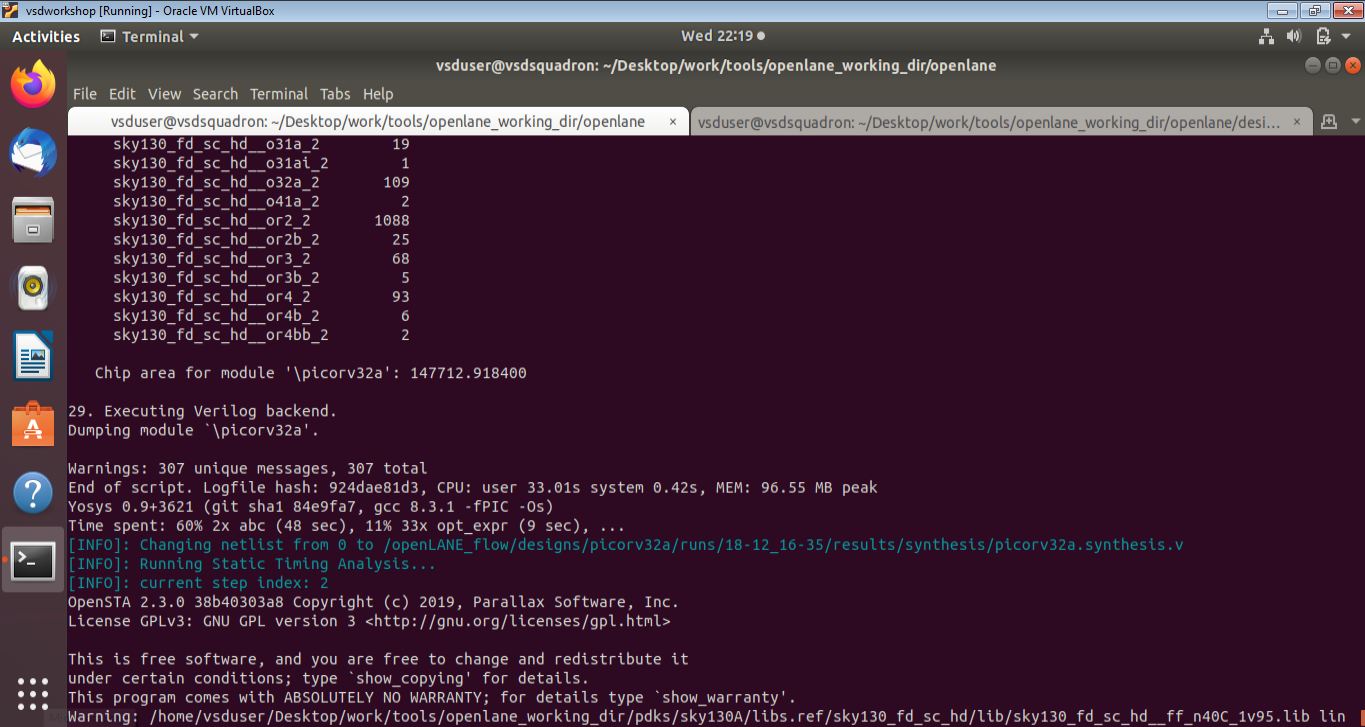 vsdworkshop [Running] - Oracle VM VirtualBox
Activities Terminal Wed 22:19
vsduser@vsdsquadron: ~/Desktop/work/tools/openlane_working_dir/openlane
File Edit View Search Terminal Tabs Help
vsduser@vsdsquadron: ~/Desktop/work/tools/openlane_working_dir/openlane × vsduser@vsdsquadron: ~/Desktop/work/tools/openlane_working_dir/openlane/desi... ×
sky130_fd_sc_hd__o31a_2 19
sky130_fd_sc_hd__o31ai_2 1
sky130_fd_sc_hd__o32a_2 109
sky130_fd_sc_hd__o41a_2 2
sky130_fd_sc_hd__or2_2 1088
sky130_fd_sc_hd__or2b_2 25
sky130_fd_sc_hd__or3_2 68
sky130_fd_sc_hd__or3b_2 5
sky130_fd_sc_hd__or4_2 93
sky130_fd_sc_hd__or4b_2 6
sky130_fd_sc_hd__or4bb_2 2
Chip area for module '\picorv32a': 147712.918400
29. Executing Verilog backend.
Dumping module `\picorv32a'.
Warnings: 307 unique messages, 307 total
End of script. Logfile hash: 924dae81d3, CPU: user 33.01s system 0.42s, MEM: 96.55 MB peak
Yosys 0.9+3621 (git sha1 84e9fa7, gcc 8.3.1 -fPIC -Os)
Time spent: 60% 2x abc (48 sec), 11% 33x opt_expr (9 sec), ...
[INFO]: Changing netlist from 0 to /openLANE_flow/designs/picorv32a/runs/18-12_16-35/results/synthesis/picorv32a.synthesis.v
[INFO]: Running Static Timing Analysis...
[INFO]: current step index: 2
OpenSTA 2.3.0 38b40303a8 Copyright (c) 2019, Parallax Software, Inc.
License GPLv3: GNU GPL version 3 <http://gnu.org/licenses/gpl.html>
This is free software, and you are free to change and redistribute it
under certain conditions; type `show_copying' for details.
This program comes with ABSOLUTELY NO WARRANTY; for details type `show_warranty'.
Warning: /home/vsduser/Desktop/work/tools/openlane_working_dir/pdks/sky130A/libs.ref/sky130_fd_sc_hd/lib/sky130_fd_sc_hd__ff_n40C_1v95.lib lin